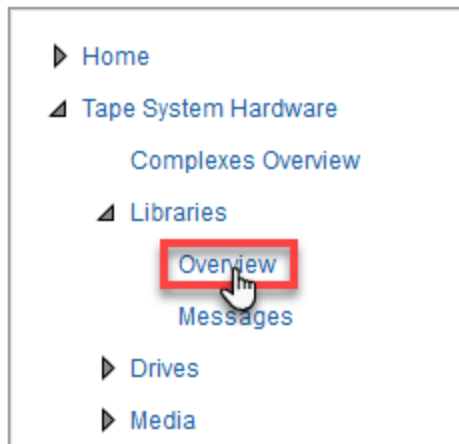 Home
Tape System Hardware
Complexes Overview
Libraries
Overview
Messages
Drives
Media